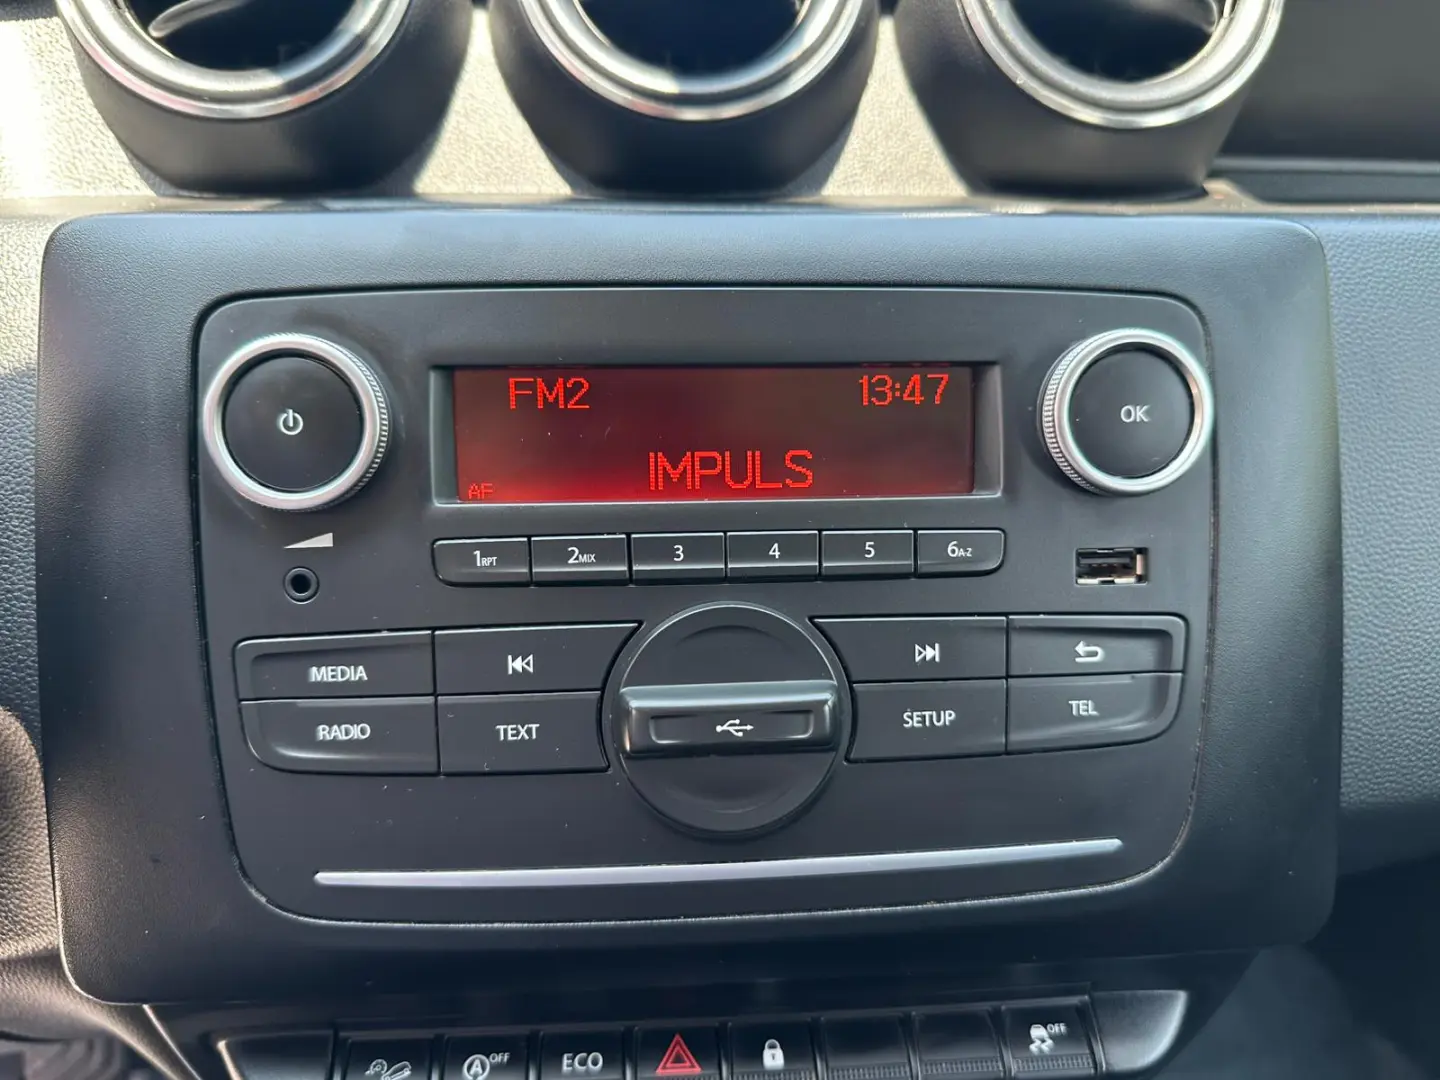 FM2 13:47
IMPULS
AF
OK
1RPT 2MIX 3 4 5 6A-Z
MEDIA
RADIO TEXT SETUP TEL
A OFF ECO OFF